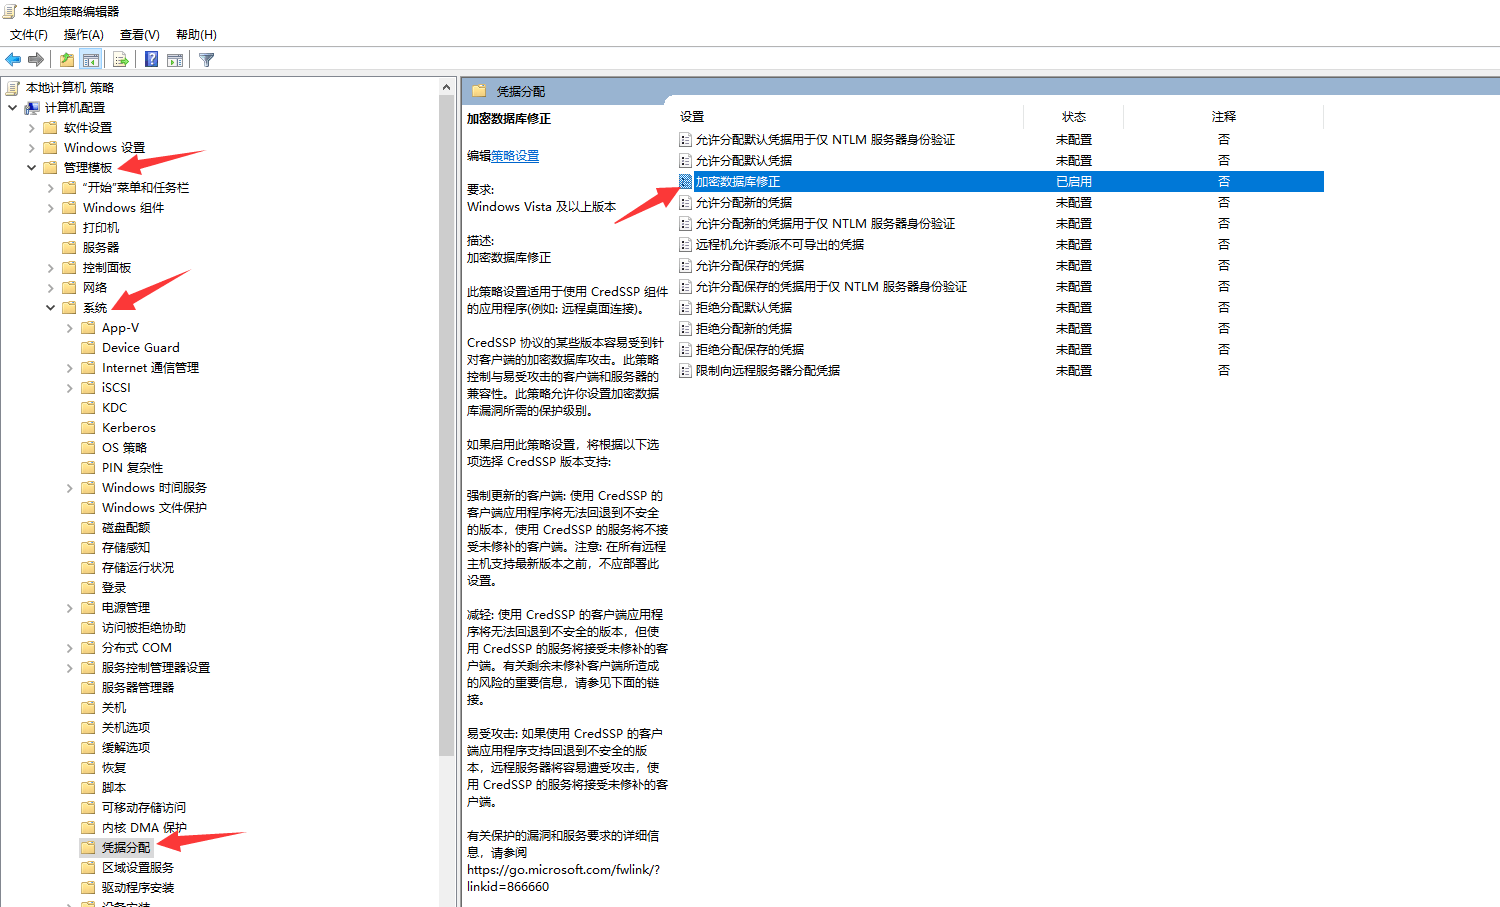 本地组策略编辑器
文件(F) 操作(A) 查看(V) 帮助(H)
本地计算机 策略
计算机配置
软件设置
Windows 设置
管理模板
"开始"菜单和任务栏
Windows 组件
打印机
服务器
控制面板
网络
系统
App-V
Device Guard
Internet 通信管理
iSCSI
KDC
Kerberos
OS 策略
PIN 复杂性
Windows 时间服务
Windows 文件保护
磁盘配额
存储感知
存储运行状况
登录
电源管理
访问被拒绝协助
分布式 COM
服务控制管理器设置
服务器管理器
关机
关机选项
缓解选项
恢复
脚本
可移动存储访问
内核 DMA 保护
凭据分配
区域设置服务
驱动程序安装
设备安装
凭据分配
加密数据库修正
编辑策略设置
要求:
Windows Vista 及以上版本
描述:
加密数据库修正
此策略设置适用于使用 CredSSP 组件
的应用程序(例如: 远程桌面连接)。
CredSSP 协议的某些版本容易受到针
对客户端的加密数据库攻击。此策略
控制与易受攻击的客户端和服务器的
兼容性。此策略允许你设置加密数据
库漏洞所需的保护级别。
如果启用此策略设置，将根据以下选
项选择 CredSSP 版本支持:
强制更新的客户端: 使用 CredSSP 的
客户端应用程序将无法回退到不安全
的版本，使用 CredSSP 的服务将不接
受未修补的客户端。注意: 在所有远程
主机支持最新版本之前，不应部署此
设置。
减轻: 使用 CredSSP 的客户端应用程
序将无法回退到不安全的版本，但使
用 CredSSP 的服务将接受未修补的客
户端。有关剩余未修补客户端所造成
的风险的重要信息，请参见下面的链
接。
易受攻击: 如果使用 CredSSP 的客户
端应用程序支持回退到不安全的版
本，远程服务器将容易遭受攻击，使
用 CredSSP 的服务将接受未修补的客
户端。
有关保护的漏洞和服务要求的详细信
息，请参阅
https://go.microsoft.com/fwlink/?
linkid=866660
设置 状态 注释
允许分配默认凭据用于仅 NTLM 服务器身份验证 未配置 否
允许分配默认凭据 未配置 否
加密数据库修正 已启用 否
允许分配新的凭据 未配置 否
允许分配新的凭据用于仅 NTLM 服务器身份验证 未配置 否
远程机允许委派不可导出的凭据 未配置 否
允许分配保存的凭据 未配置 否
允许分配保存的凭据用于仅 NTLM 服务器身份验证 未配置 否
拒绝分配默认凭据 未配置 否
拒绝分配新的凭据 未配置 否
拒绝分配保存的凭据 未配置 否
限制向远程服务器分配凭据 未配置 否